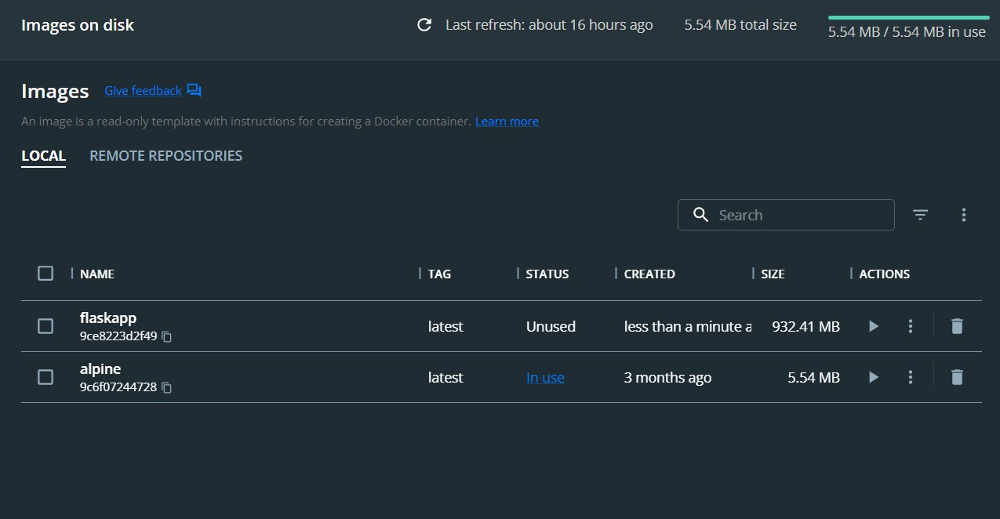 Images on disk
Last refresh: about 16 hours ago
5.54 MB total size
5.54 MB / 5.54 MB in use
Images
Give feedback
An image is a read-only template with instructions for creating a Docker container. Learn more
LOCAL REMOTE REPOSITORIES
Search
NAME TAG STATUS CREATED SIZE ACTIONS
flaskapp
9ce8223d2f49
latest Unused less than a minute a 932.41 MB
alpine
9c6f07244728
latest In use 3 months ago 5.54 MB